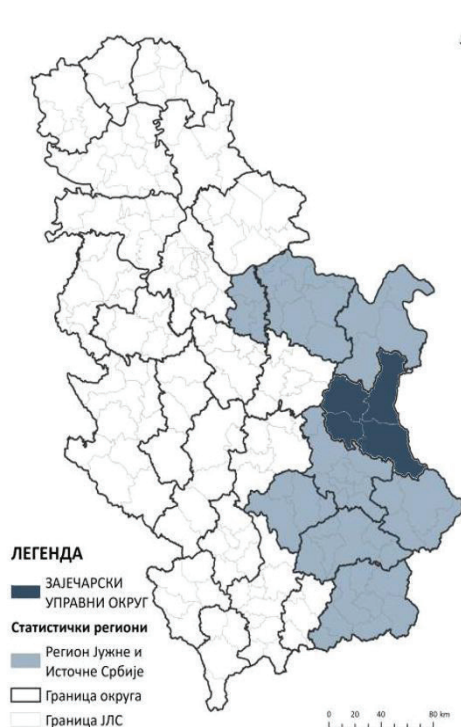 ЛЕГЕНДА
ЗАЈЕЧАРСКИ
УПРАВНИ ОКРУГ
Статистички региони
Регион Јужне и
Источне Србије
Граница округа
Граница ЈЛС
0 20 40 80 km